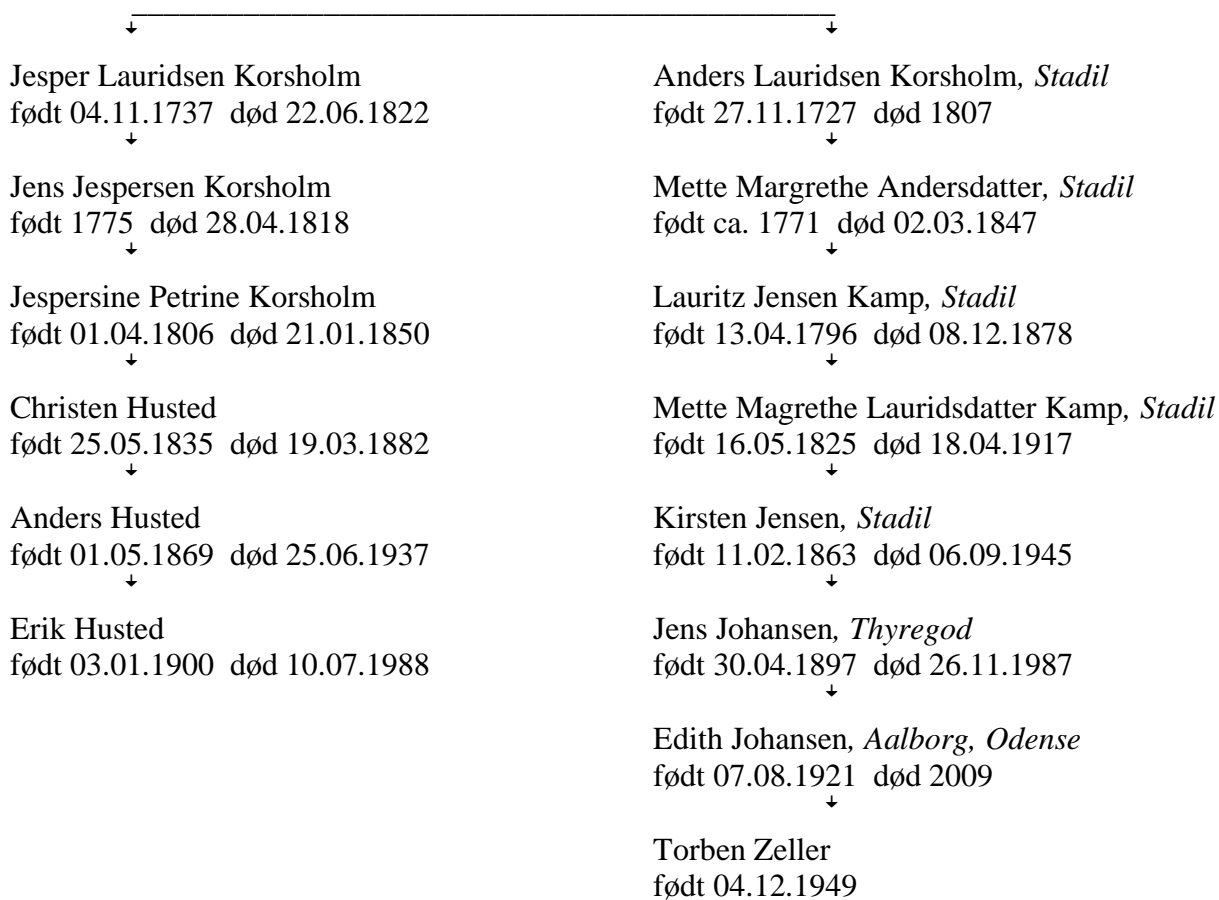 Jesper Lauridsen Korsholm
født 04.11.1737 død 22.06.1822
Jens Jespersen Korsholm
født 1775 død 28.04.1818
Jespersine Petrine Korsholm
født 01.04.1806 død 21.01.1850
Christen Husted
født 25.05.1835 død 19.03.1882
Anders Husted
født 01.05.1869 død 25.06.1937
Erik Husted
født 03.01.1900 død 10.07.1988
Anders Lauridsen Korsholm, Stadil
født 27.11.1727 død 1807
Mette Margrethe Andersdatter, Stadil
født ca. 1771 død 02.03.1847
Lauritz Jensen Kamp, Stadil
født 13.04.1796 død 08.12.1878
Mette Magrethe Lauridsdatter Kamp, Stadil
født 16.05.1825 død 18.04.1917
Kirsten Jensen, Stadil
født 11.02.1863 død 06.09.1945
Jens Johansen, Thyregod
født 30.04.1897 død 26.11.1987
Edith Johansen, Aalborg, Odense
født 07.08.1921 død 2009
Torben Zeller
født 04.12.1949